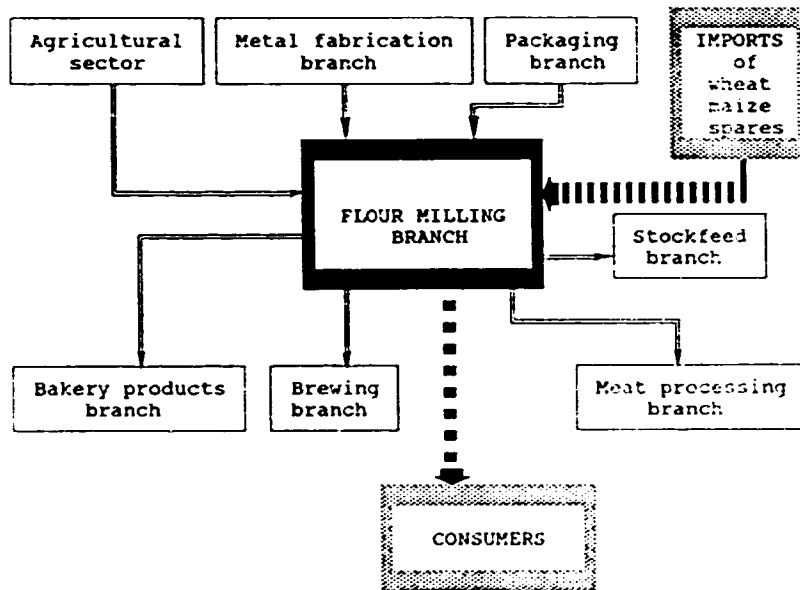 Agricultural
sector
Metal fabrication
branch
Packaging
branch
IMPORTS
of
wheat
maize
spares
FLOUR MILLING
BRANCH
Stockfeed
branch
Bakery products
branch
Brewing
branch
Meat processing
branch
CONSUMERS